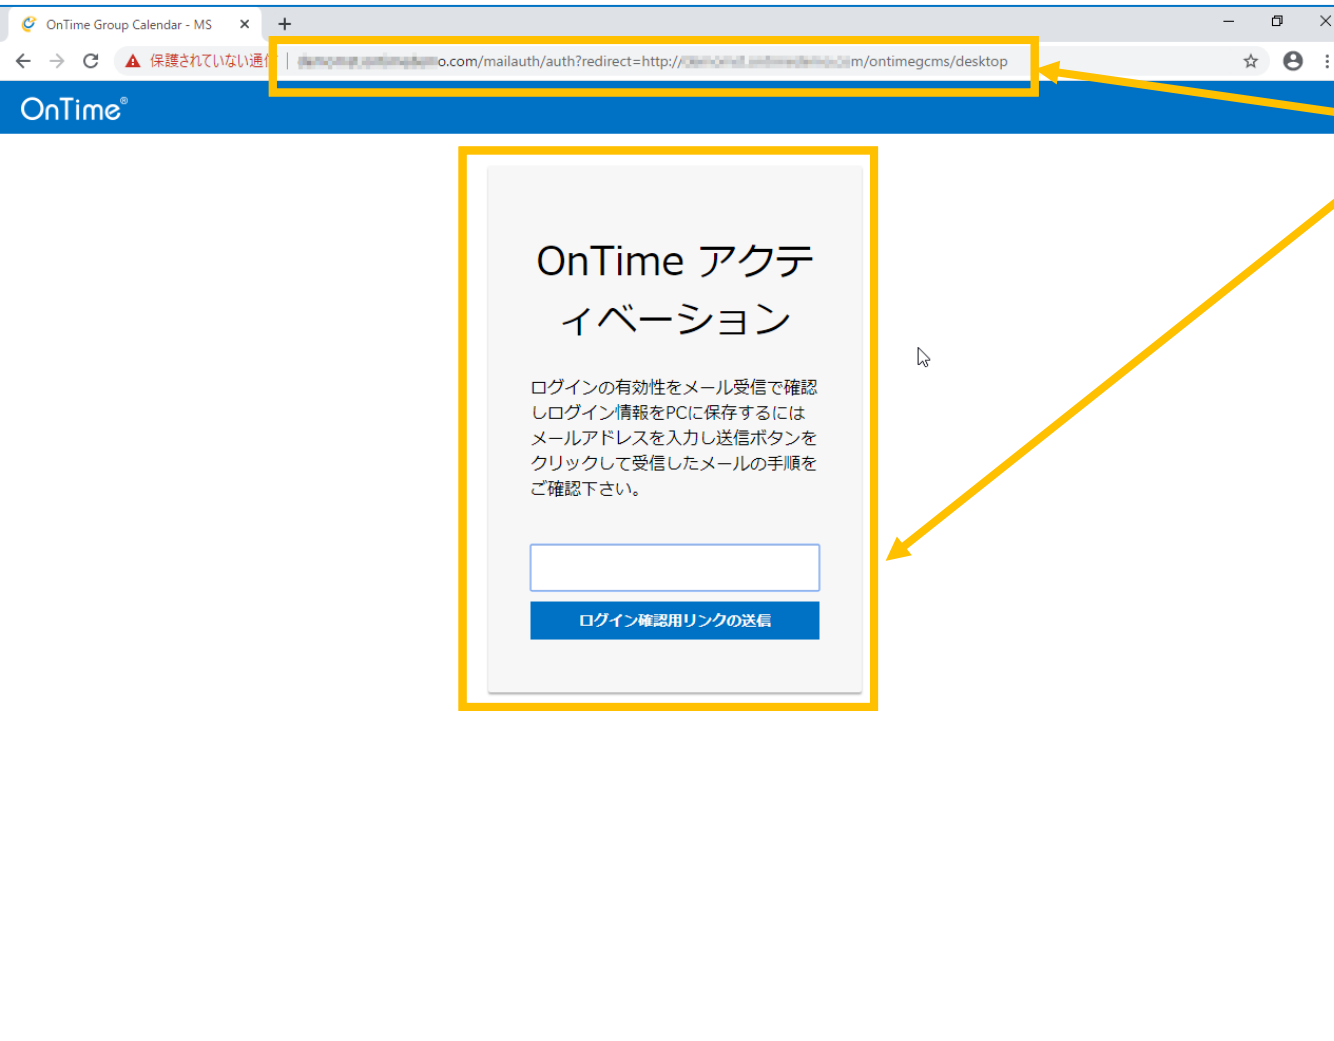 OnTime Group Calendar - MS
保護されていない通信 o.com/mailauth/auth?redirect=http:// m/ontimegcms/desktop
OnTime®
OnTime アクテ
ィベーション
ログインの有効性をメール受信で確認
しログイン情報をPCに保存するには
メールアドレスを入力し送信ボタンを
クリックして受信したメールの手順を
ご確認下さい。
ログイン確認用リンクの送信